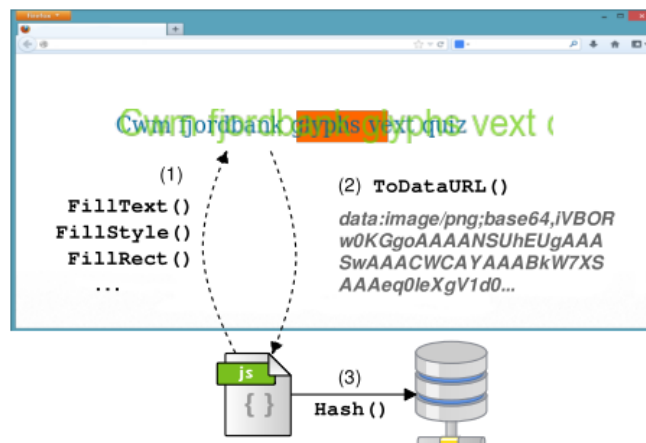 Firefox
Cwm fjordbank glyphs vext quiz
Cwm fjordbank glyphs vext q
(1)
FillText()
FillStyle()
FillRect()
...
(2) ToDataURL()
data:image/png;base64,iVBOR
w0KGgoAAAANSUhEUgAAA
SwAAACWCAYAAABkW7XS
AAAeq0leXgV1d0...
js
{ }
(3)
Hash()